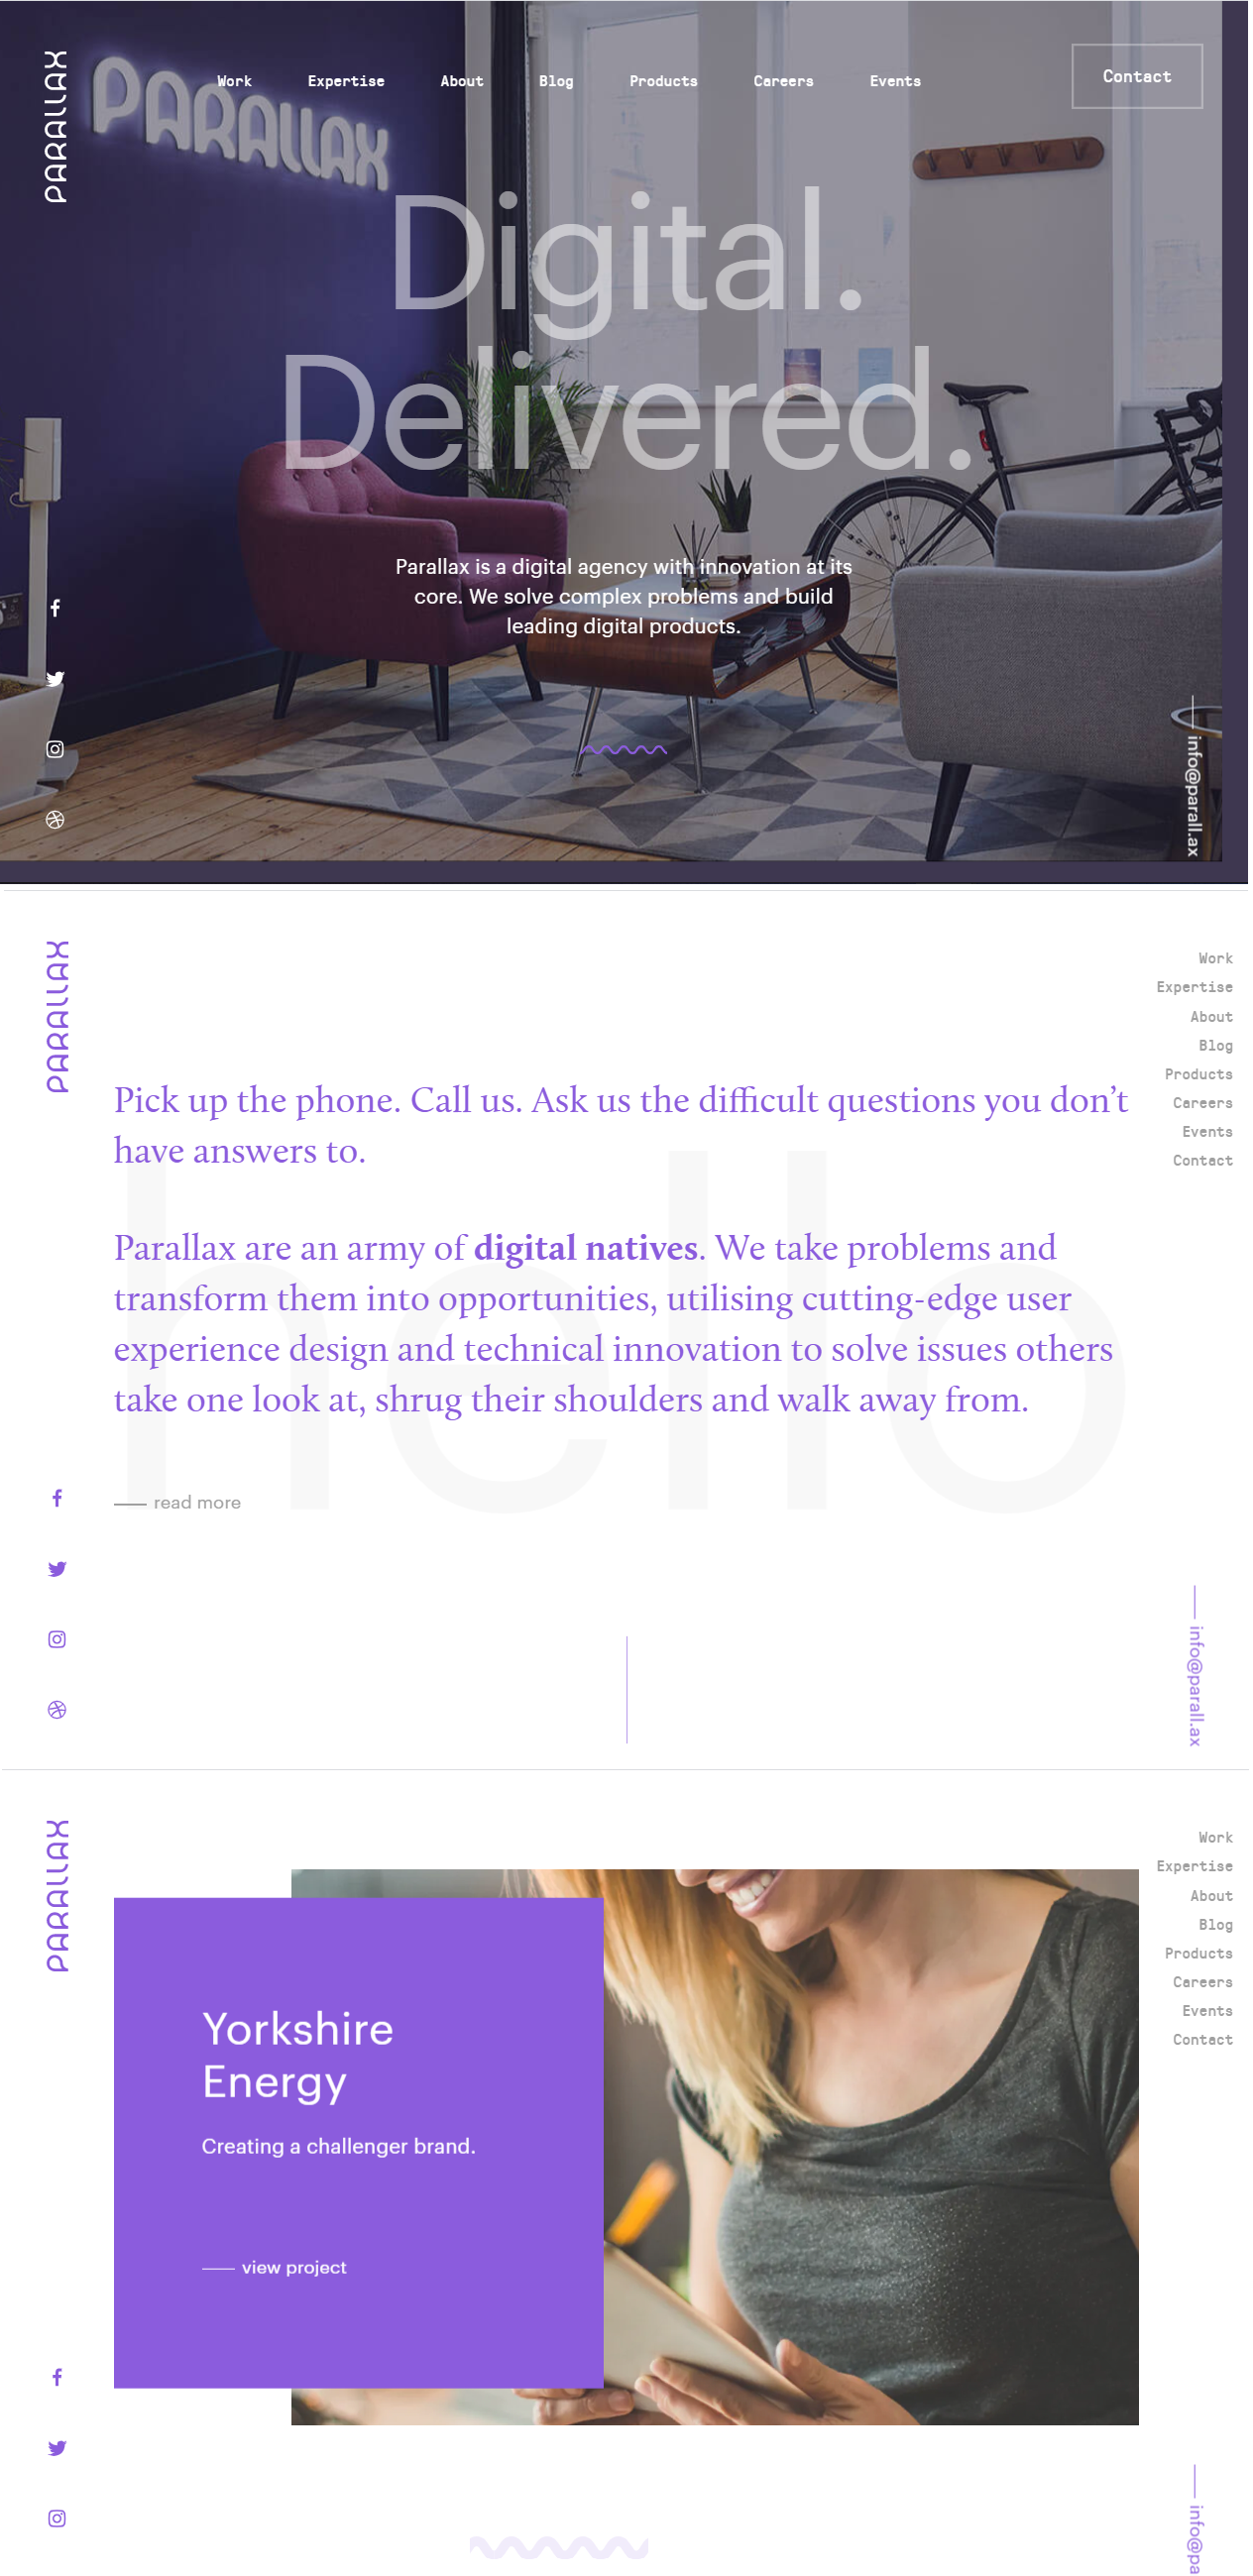 PARALLAX
PARALLAX
Work Expertise About Blog Products Careers Events
Contact
Digital.
Delivered.
Parallax is a digital agency with innovation at its
core. We solve complex problems and build
leading digital products.
info@parall.ax
PARALLAX
Work
Expertise
About
Blog
Products
Careers
Events
Contact
hello
Pick up the phone. Call us. Ask us the difficult questions you don’t
have answers to.
Parallax are an army of digital natives. We take problems and
transform them into opportunities, utilising cutting-edge user
experience design and technical innovation to solve issues others
take one look at, shrug their shoulders and walk away from.
read more
info@parall.ax
PARALLAX
Work
Expertise
About
Blog
Products
Careers
Events
Contact
Yorkshire
Energy
Creating a challenger brand.
view project
info@pa